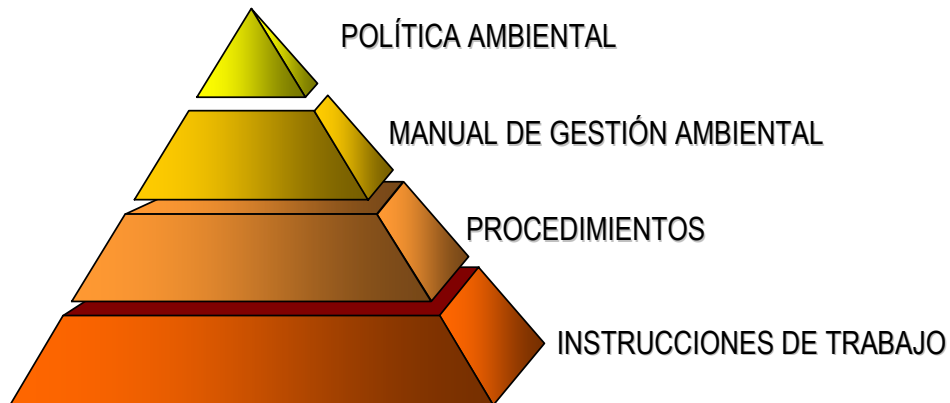 POLÍTICA AMBIENTAL
MANUAL DE GESTIÓN AMBIENTAL
PROCEDIMIENTOS
INSTRUCCIONES DE TRABAJO